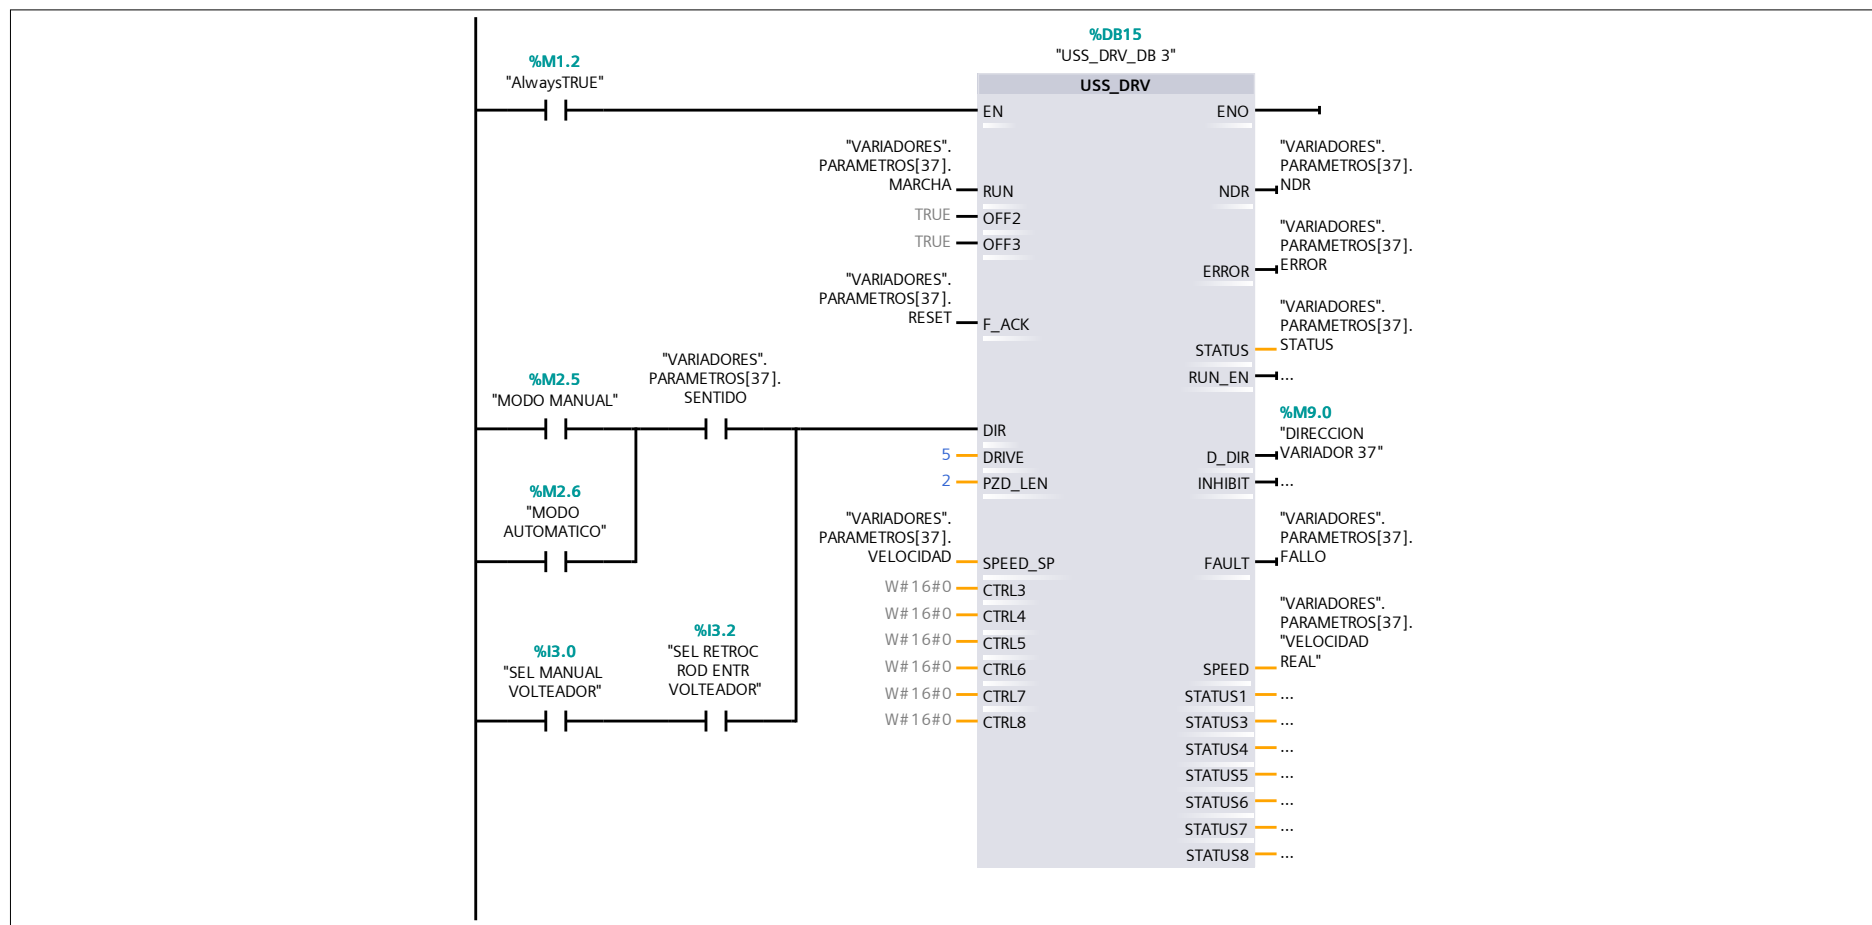 %DB15
"USS_DRV_DB 3"
USS_DRV
%M1.2
"AlwaysTRUE"
EN
ENO
"VARIADORES".
PARAMETROS[37].
MARCHA
RUN
TRUE
OFF2
TRUE
OFF3
"VARIADORES".
PARAMETROS[37].
RESET
F_ACK
"VARIADORES".
PARAMETROS[37].
NDR
NDR
"VARIADORES".
PARAMETROS[37].
ERROR
ERROR
"VARIADORES".
PARAMETROS[37].
STATUS
STATUS
RUN_EN
...
%M2.5
"MODO MANUAL"
"VARIADORES".
PARAMETROS[37].
SENTIDO
DIR
5
DRIVE
2
PZD_LEN
%M9.0
"DIRECCION
VARIADOR 37"
D_DIR
INHIBIT
...
%M2.6
"MODO
AUTOMATICO"
"VARIADORES".
PARAMETROS[37].
VELOCIDAD
SPEED_SP
"VARIADORES".
PARAMETROS[37].
FALLO
FAULT
W#16#0
CTRL3
W#16#0
CTRL4
W#16#0
CTRL5
W#16#0
CTRL6
W#16#0
CTRL7
W#16#0
CTRL8
%I3.0
"SEL MANUAL
VOLTEADOR"
%I3.2
"SEL RETROC
ROD ENTR
VOLTEADOR"
"VARIADORES".
PARAMETROS[37].
"VELOCIDAD
REAL"
SPEED
STATUS1
...
STATUS3
...
STATUS4
...
STATUS5
...
STATUS6
...
STATUS7
...
STATUS8
...